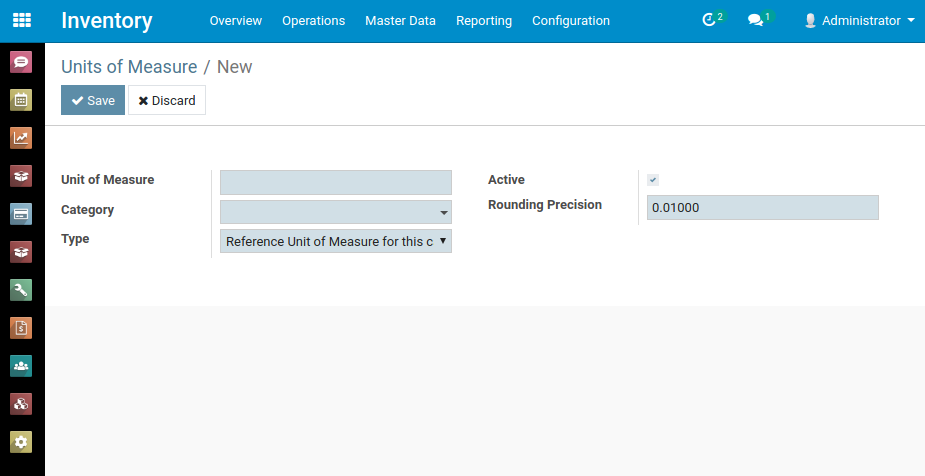 Inventory Overview Operations Master Data Reporting Configuration 2 1 Administrator
Units of Measure / New
Save Discard
Unit of Measure Active
Category Rounding Precision 0.01000
Type Reference Unit of Measure for this c